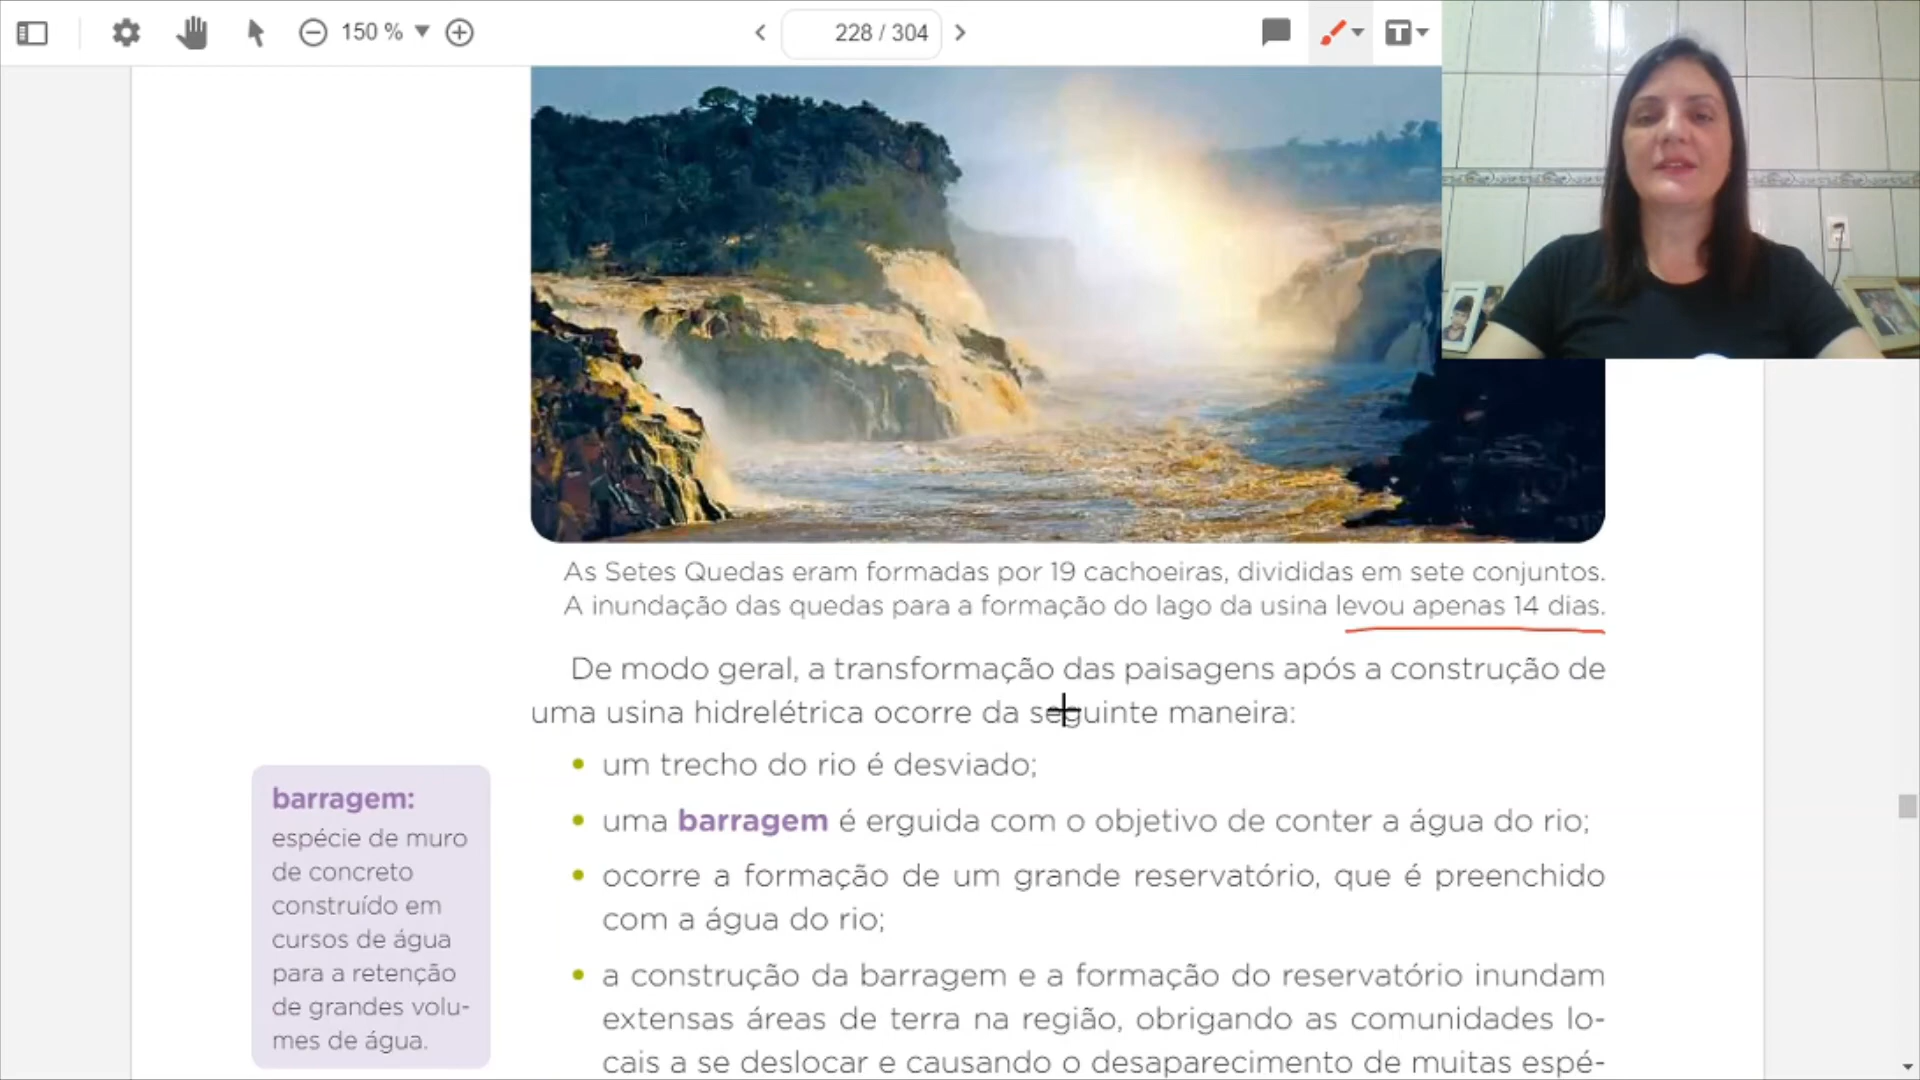 150 %
228 / 304
As Setes Quedas eram formadas por 19 cachoeiras, divididas em sete conjuntos.
A inundação das quedas para a formação do lago da usina levou apenas 14 dias.
De modo geral, a transformação das paisagens após a construção de
uma usina hidrelétrica ocorre da seguinte maneira:
• um trecho do rio é desviado;
• uma barragem é erguida com o objetivo de conter a água do rio;
• ocorre a formação de um grande reservatório, que é preenchido
com a água do rio;
• a construção da barragem e a formação do reservatório inundam
extensas áreas de terra na região, obrigando as comunidades lo-
cais a se deslocar e causando o desaparecimento de muitas espé-
barragem:
espécie de muro
de concreto
construído em
cursos de água
para a retenção
de grandes volu-
mes de água.